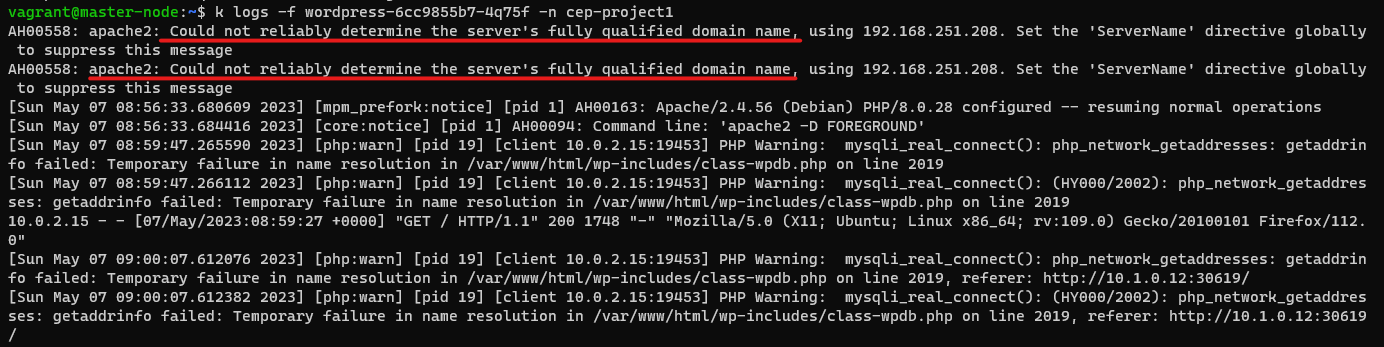 vagrant@master-node:~$ k logs -f wordpress-6cc9855b7-4q75f -n cep-project1
AH00558: apache2: Could not reliably determine the server's fully qualified domain name, using 192.168.251.208. Set the 'ServerName' directive globally
 to suppress this message
AH00558: apache2: Could not reliably determine the server's fully qualified domain name, using 192.168.251.208. Set the 'ServerName' directive globally
 to suppress this message
[Sun May 07 08:56:33.680609 2023] [mpm_prefork:notice] [pid 1] AH00163: Apache/2.4.56 (Debian) PHP/8.0.28 configured -- resuming normal operations
[Sun May 07 08:56:33.684416 2023] [core:notice] [pid 1] AH00094: Command line: 'apache2 -D FOREGROUND'
[Sun May 07 08:59:47.265590 2023] [php:warn] [pid 19] [client 10.0.2.15:19453] PHP Warning:  mysqli_real_connect(): php_network_getaddresses: getaddrin
fo failed: Temporary failure in name resolution in /var/www/html/wp-includes/class-wpdb.php on line 2019
[Sun May 07 08:59:47.266112 2023] [php:warn] [pid 19] [client 10.0.2.15:19453] PHP Warning:  mysqli_real_connect(): (HY000/2002): php_network_getaddres
ses: getaddrinfo failed: Temporary failure in name resolution in /var/www/html/wp-includes/class-wpdb.php on line 2019
10.0.2.15 - - [07/May/2023:08:59:27 +0000] "GET / HTTP/1.1" 200 1748 "-" "Mozilla/5.0 (X11; Ubuntu; Linux x86_64; rv:109.0) Gecko/20100101 Firefox/112.
0"
[Sun May 07 09:00:07.612076 2023] [php:warn] [pid 19] [client 10.0.2.15:19453] PHP Warning:  mysqli_real_connect(): php_network_getaddresses: getaddrin
fo failed: Temporary failure in name resolution in /var/www/html/wp-includes/class-wpdb.php on line 2019, referer: http://10.1.0.12:30619/
[Sun May 07 09:00:07.612382 2023] [php:warn] [pid 19] [client 10.0.2.15:19453] PHP Warning:  mysqli_real_connect(): (HY000/2002): php_network_getaddres
ses: getaddrinfo failed: Temporary failure in name resolution in /var/www/html/wp-includes/class-wpdb.php on line 2019, referer: http://10.1.0.12:30619
/